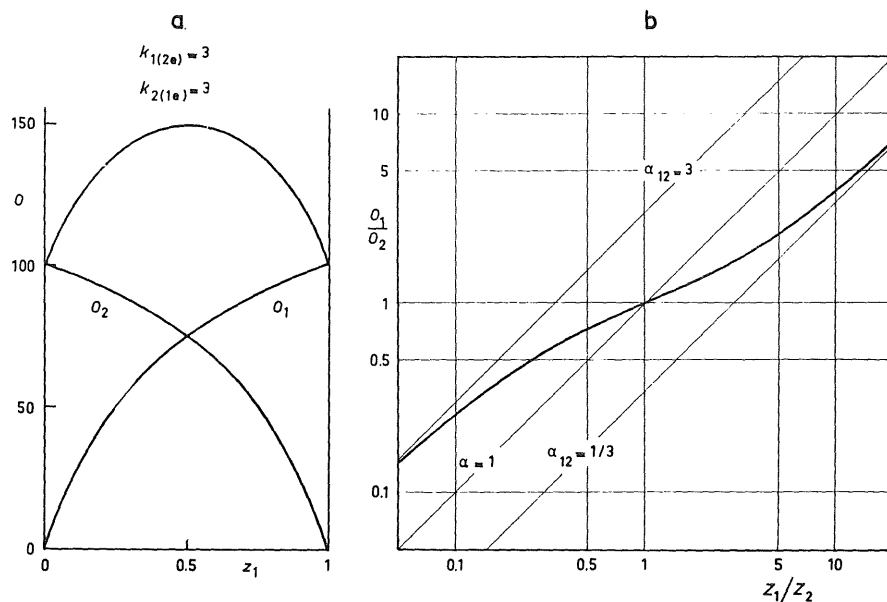 a.
k1(2e) = 3
k2(1e) = 3
150
O
100
O2
O1
50
0
0
0.5
z1
1
b
10
α12 = 3
5
O1
O2
1
0.5
α = 1
α12 = 1/3
0.1
0.1
0.5
1
5
10
z1/z2